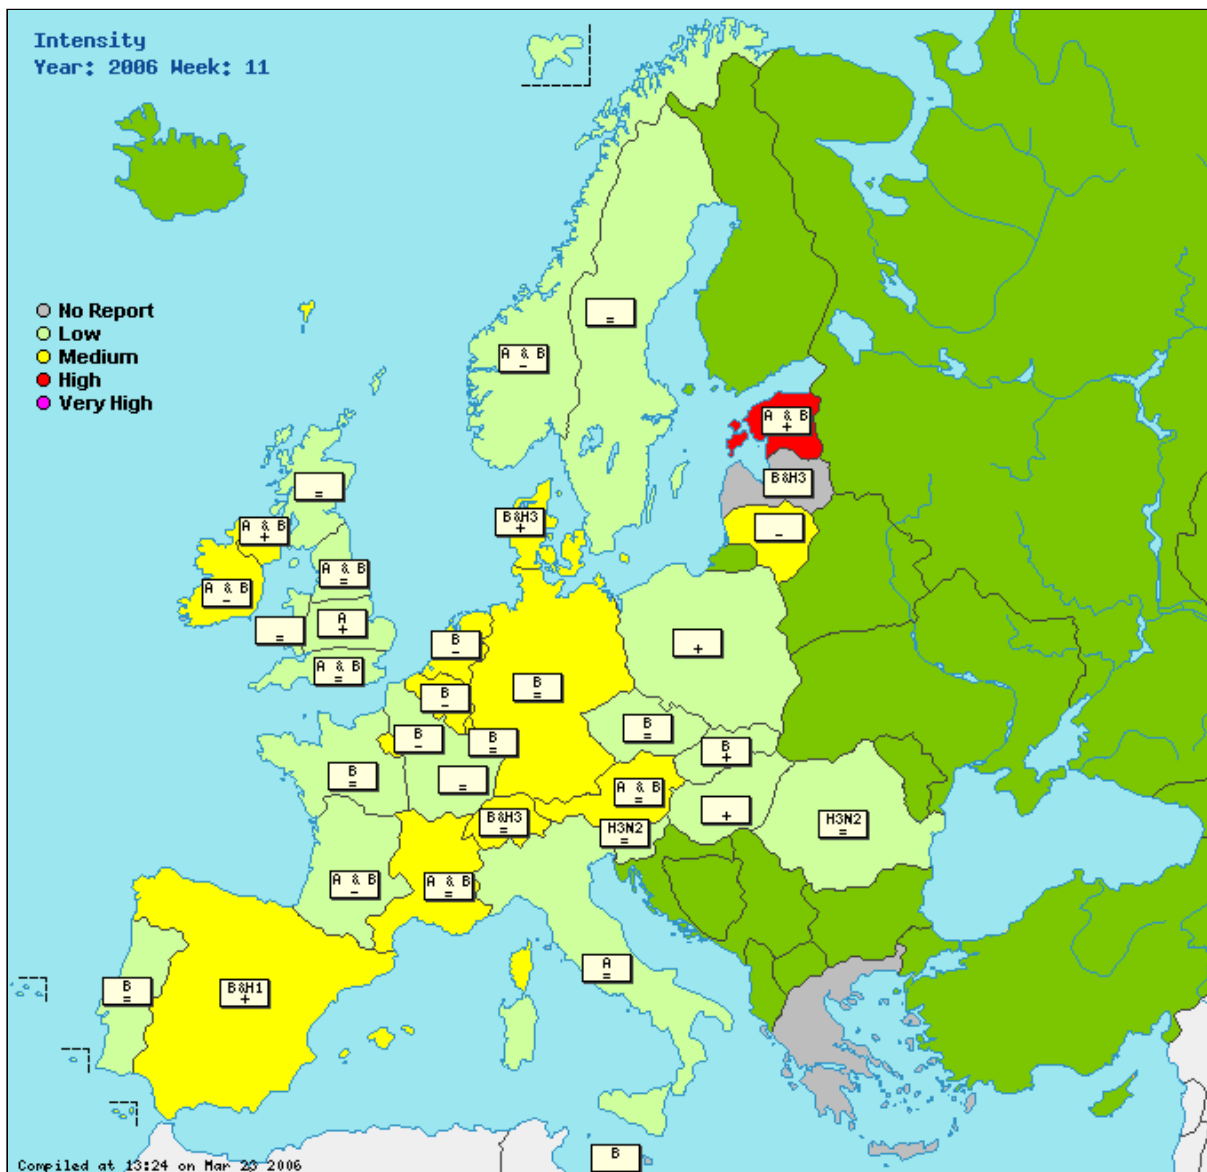 Intensity
Year: 2006 Week: 11
No Report
Low
Medium
High
Very High
=
A & B
-
A & B
+
B&H3
=
B&H3
+
A & B
+
-
A & B
=
A & B
-
A
+
=
B
-
+
A & B
=
B
=
B
-
B
=
B
-
B
=
B
+
B
=
=
A & B
=
+
B&H3
=
H3N2
=
H3N2
=
A & B
-
A & B
=
A
=
B
=
B&H1
+
B
Compiled at 13:24 on Mar 23 2006